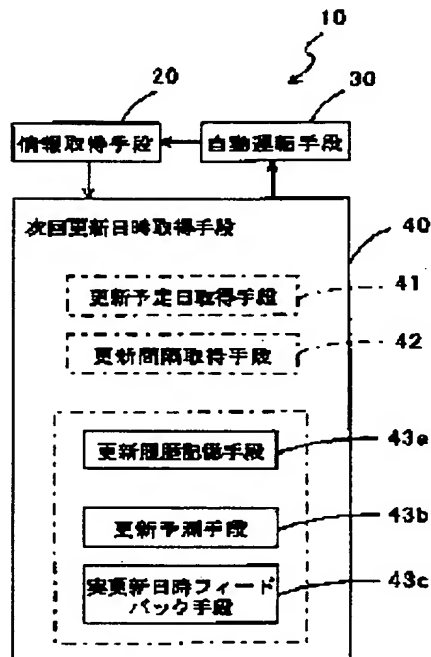 10
20
30
情報取得手段
自動運転手段
次回更新日時取得手段
40
更新予定日取得手段
41
更新間隔取得手段
42
更新履歴記憶手段
43a
更新予測手段
43b
実更新日時フィード
バック手段
43c